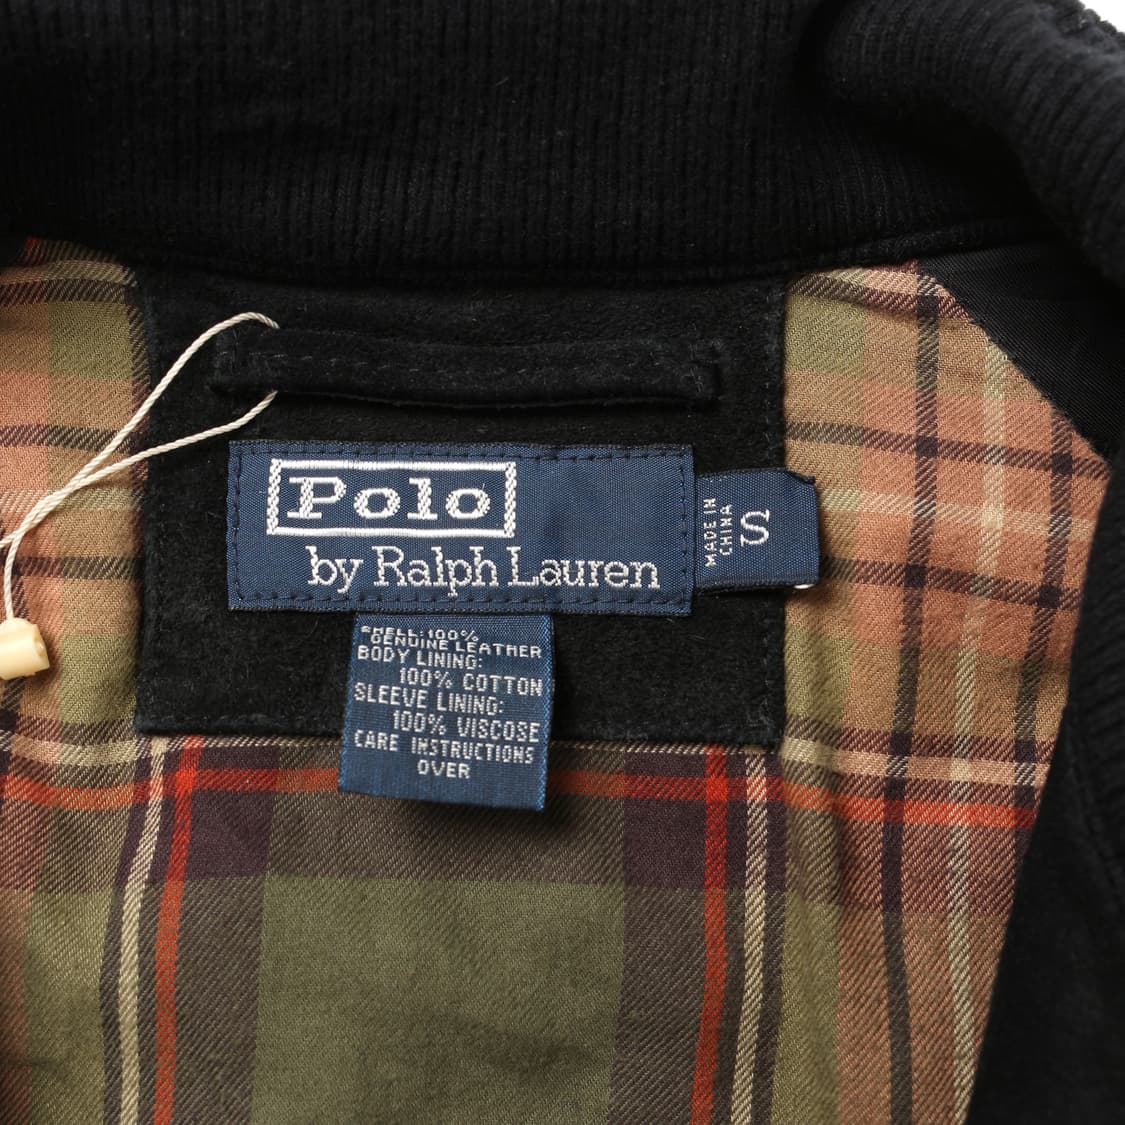 Polo
by Ralph Lauren
MADE IN
CHINA
S
SHELL: 100%
GENUINE LEATHER
BODY LINING:
100% COTTON
SLEEVE LINING:
100% VISCOSE
CARE INSTRUCTIONS
OVER